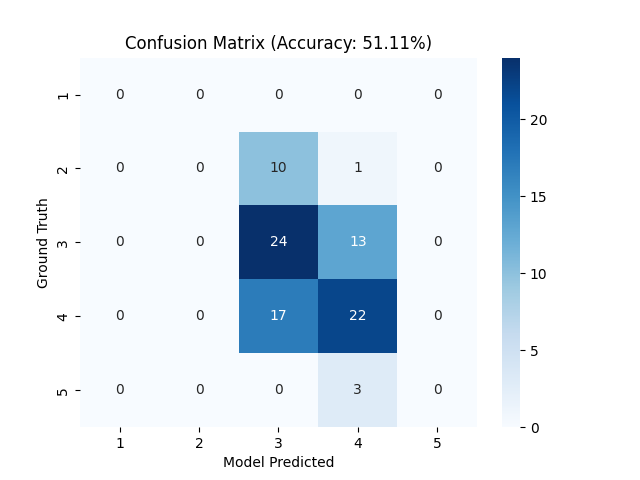 Confusion Matrix (Accuracy: 51.11%)
Ground Truth
1 0 0 0 0 0
2 0 0 10 1 0
3 0 0 24 13 0
4 0 0 17 22 0
5 0 0 0 3 0
1 2 3 4 5
Model Predicted
20
15
10
5
0